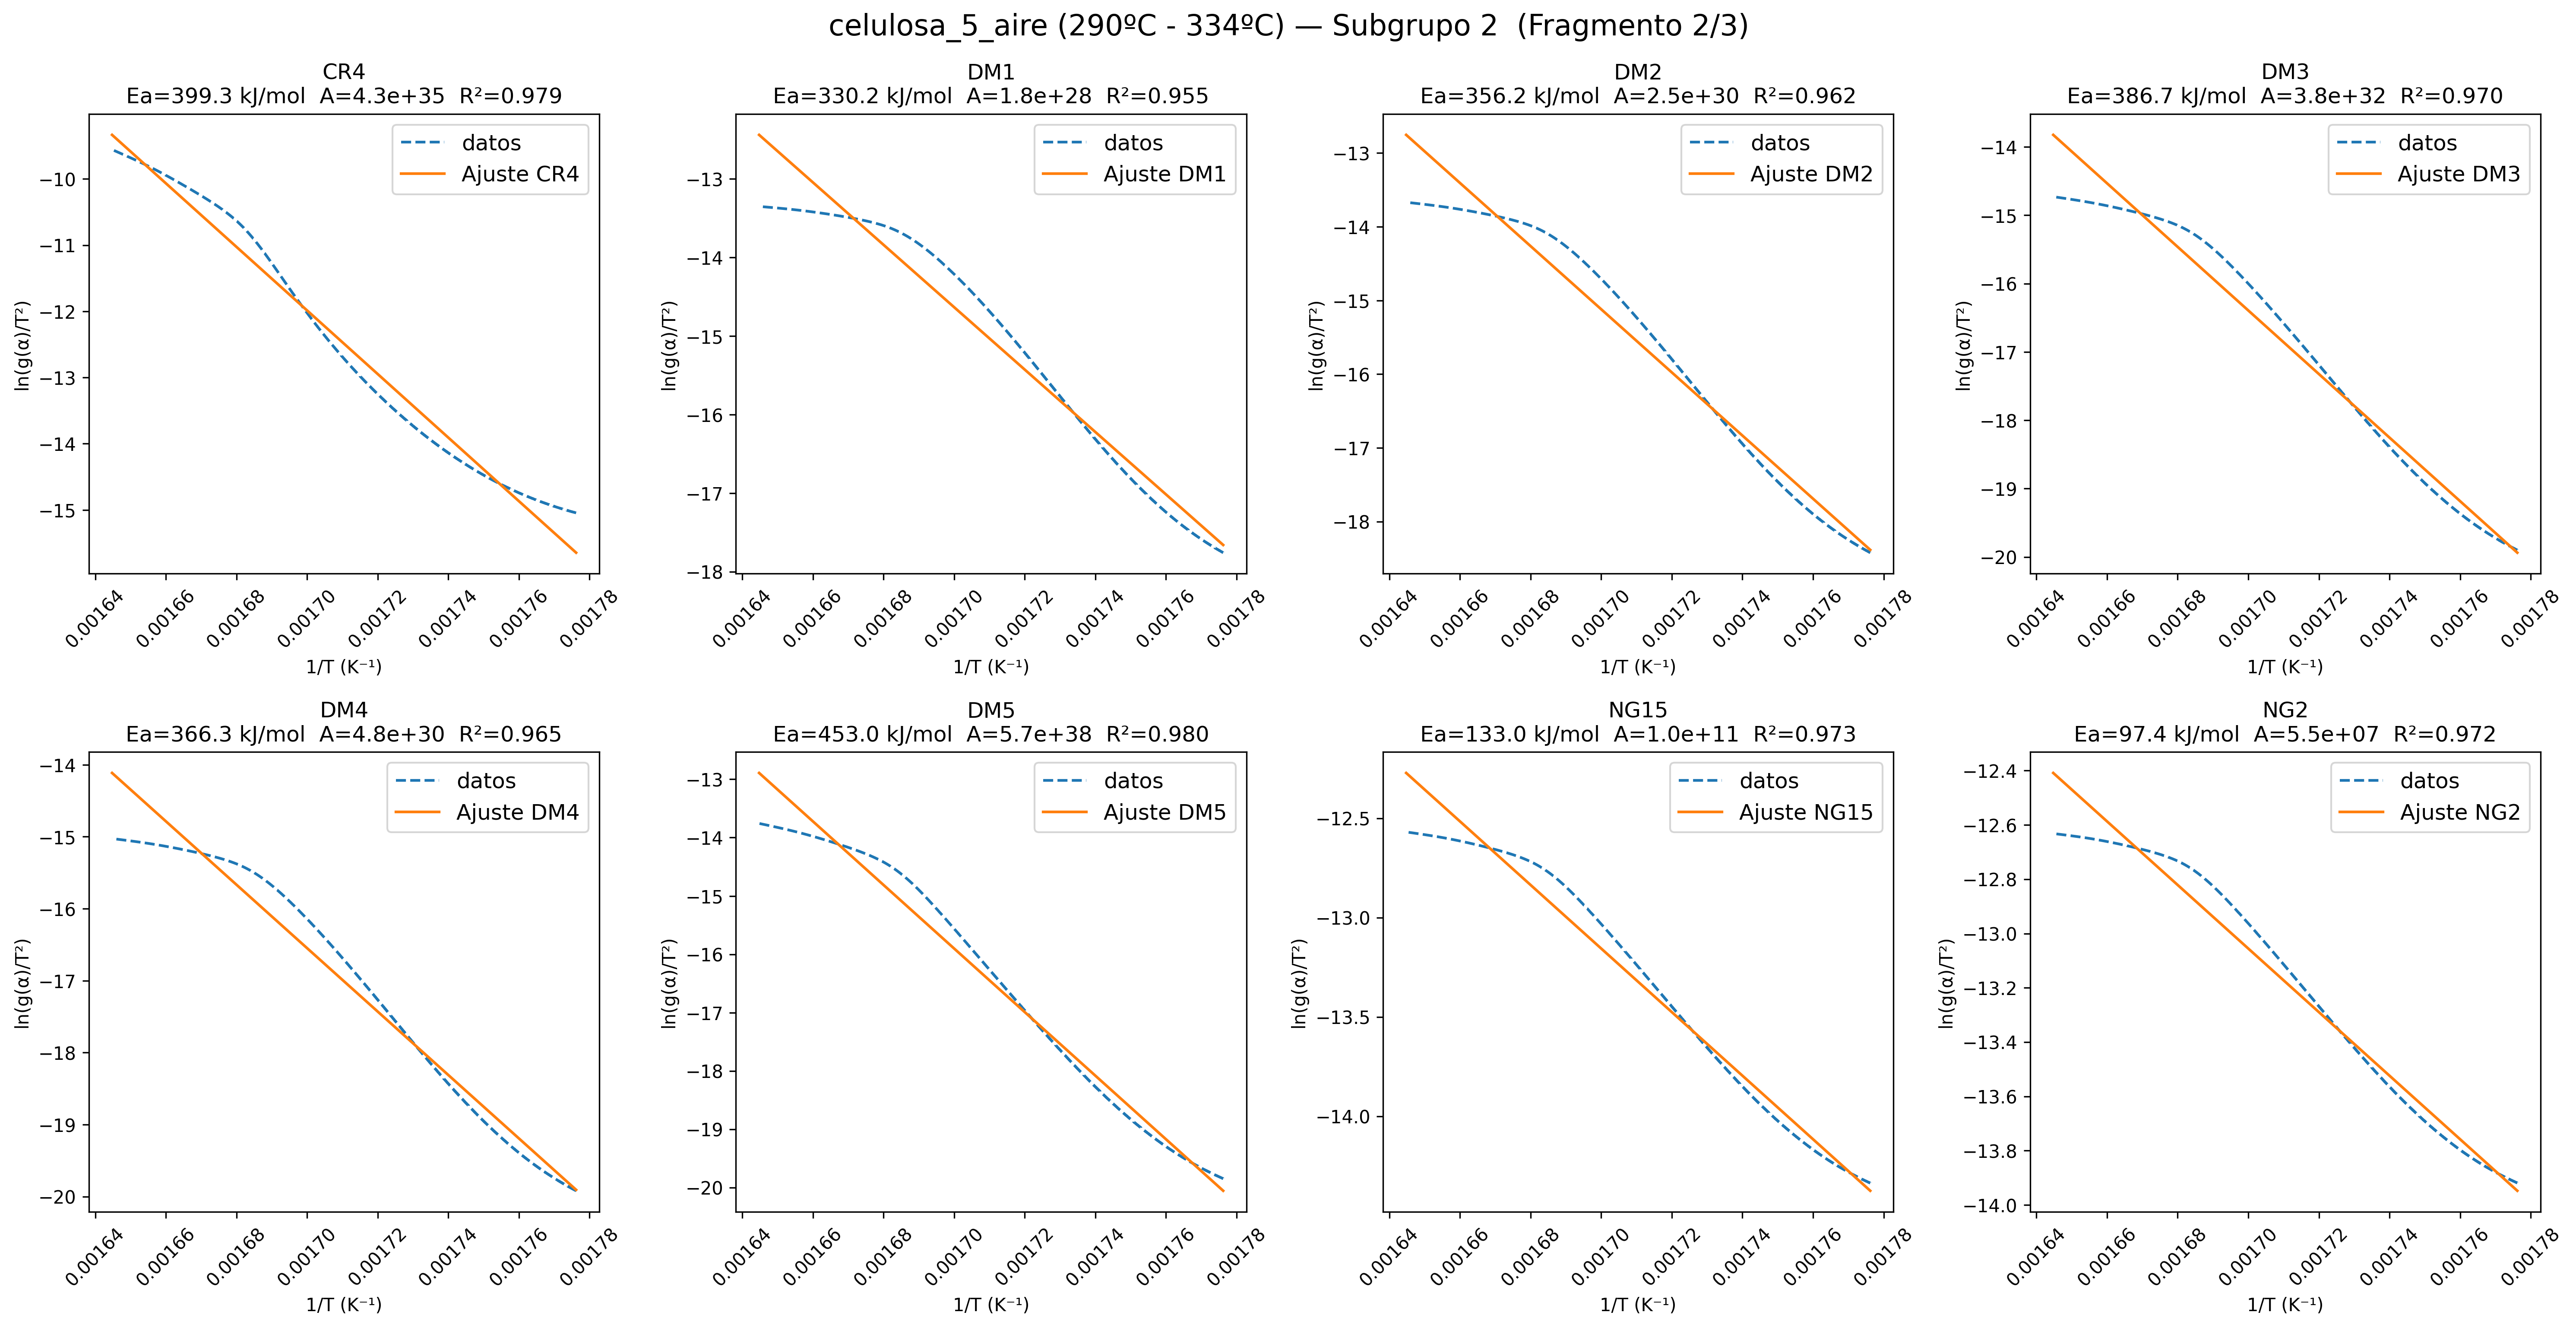 celulosa_5_aire (290ºC - 334ºC) — Subgrupo 2  (Fragmento 2/3)
CR4
Ea=399.3 kJ/mol  A=4.3e+35  R²=0.979
datos
Ajuste CR4
−10
−11
−12
−13
−14
−15
ln(g(α)/T²)
0.00164
0.00166
0.00168
0.00170
0.00172
0.00174
0.00176
0.00178
1/T (K⁻¹)
DM1
Ea=330.2 kJ/mol  A=1.8e+28  R²=0.955
datos
Ajuste DM1
−13
−14
−15
−16
−17
−18
ln(g(α)/T²)
0.00164
0.00166
0.00168
0.00170
0.00172
0.00174
0.00176
0.00178
1/T (K⁻¹)
DM2
Ea=356.2 kJ/mol  A=2.5e+30  R²=0.962
datos
Ajuste DM2
−13
−14
−15
−16
−17
−18
ln(g(α)/T²)
0.00164
0.00166
0.00168
0.00170
0.00172
0.00174
0.00176
0.00178
1/T (K⁻¹)
DM3
Ea=386.7 kJ/mol  A=3.8e+32  R²=0.970
datos
Ajuste DM3
−14
−15
−16
−17
−18
−19
−20
ln(g(α)/T²)
0.00164
0.00166
0.00168
0.00170
0.00172
0.00174
0.00176
0.00178
1/T (K⁻¹)
DM4
Ea=366.3 kJ/mol  A=4.8e+30  R²=0.965
datos
Ajuste DM4
−14
−15
−16
−17
−18
−19
−20
ln(g(α)/T²)
0.00164
0.00166
0.00168
0.00170
0.00172
0.00174
0.00176
0.00178
1/T (K⁻¹)
DM5
Ea=453.0 kJ/mol  A=5.7e+38  R²=0.980
datos
Ajuste DM5
−13
−14
−15
−16
−17
−18
−19
−20
ln(g(α)/T²)
0.00164
0.00166
0.00168
0.00170
0.00172
0.00174
0.00176
0.00178
1/T (K⁻¹)
NG15
Ea=133.0 kJ/mol  A=1.0e+11  R²=0.973
datos
Ajuste NG15
−12.5
−13.0
−13.5
−14.0
ln(g(α)/T²)
0.00164
0.00166
0.00168
0.00170
0.00172
0.00174
0.00176
0.00178
1/T (K⁻¹)
NG2
Ea=97.4 kJ/mol  A=5.5e+07  R²=0.972
datos
Ajuste NG2
−12.4
−12.6
−12.8
−13.0
−13.2
−13.4
−13.6
−13.8
−14.0
ln(g(α)/T²)
0.00164
0.00166
0.00168
0.00170
0.00172
0.00174
0.00176
0.00178
1/T (K⁻¹)